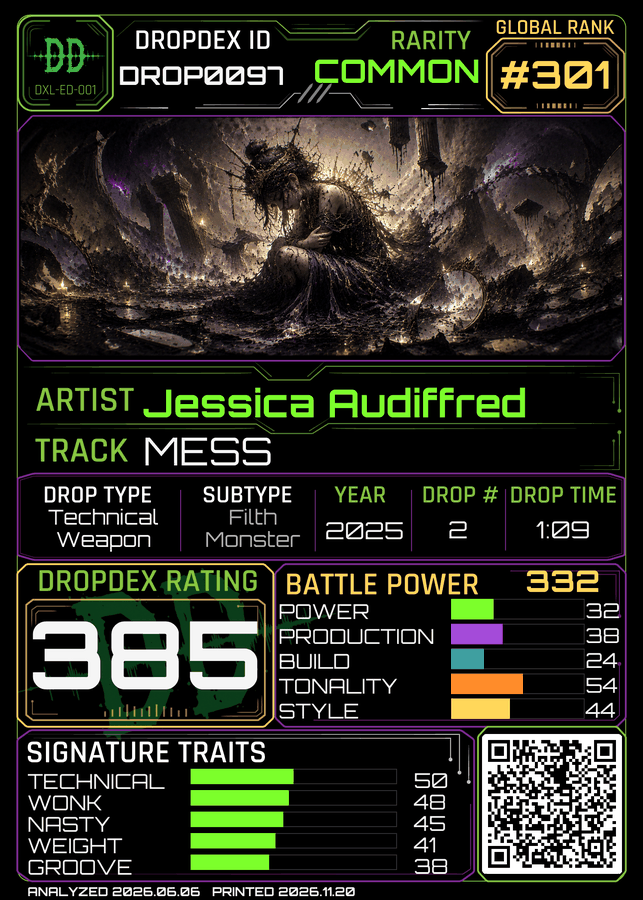 DD
DXL-ED-001
DROPDEX ID
DROP0097
RARITY
COMMON
GLOBAL RANK
#301
ARTIST Jessica Audiffred
TRACK MESS
DROP TYPE
Technical
Weapon
SUBTYPE
Filth
Monster
YEAR
2025
DROP #
2
DROP TIME
1:09
DROPDEX RATING
385
BATTLE POWER 332
POWER 32
PRODUCTION 38
BUILD 24
TONALITY 54
STYLE 44
SIGNATURE TRAITS
TECHNICAL 50
WONK 48
NASTY 45
WEIGHT 41
GROOVE 38
ANALYZED 2026.06.06 PRINTED 2026.11.20